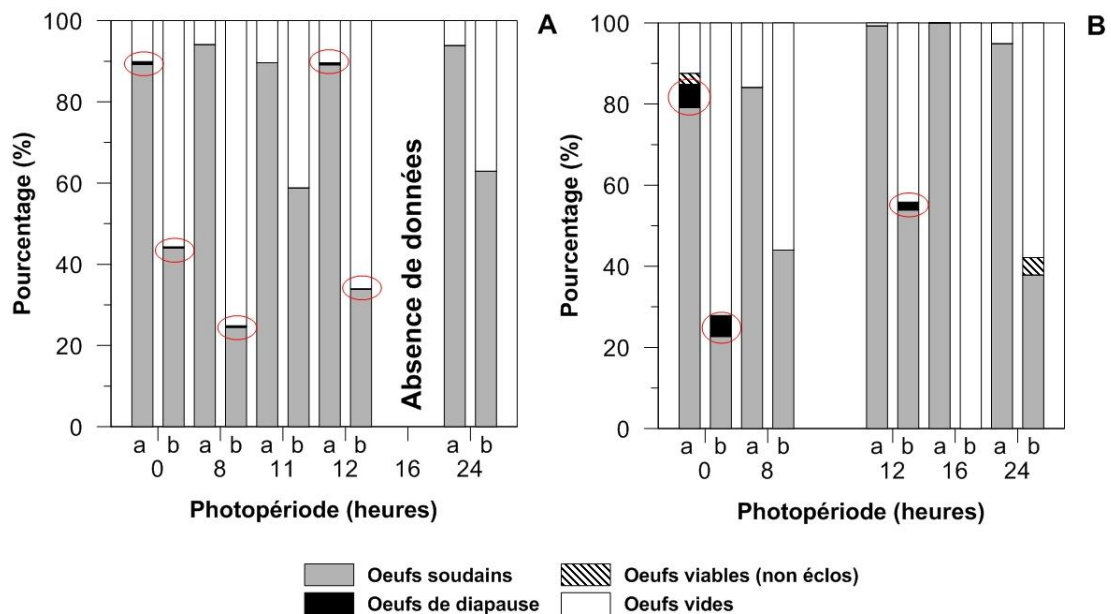 A
B
Pourcentage (%)
100
80
60
40
20
0
Absence de données
a b a b a b a b a b
0 8 11 12 16 24
Photopériode (heures)
Pourcentage (%)
100
80
60
40
20
0
a b a b a b a b a b
0 8 12 16 24
Photopériode (heures)
Oeufs soudains
Oeufs viables (non éclos)
Oeufs de diapause
Oeufs vides